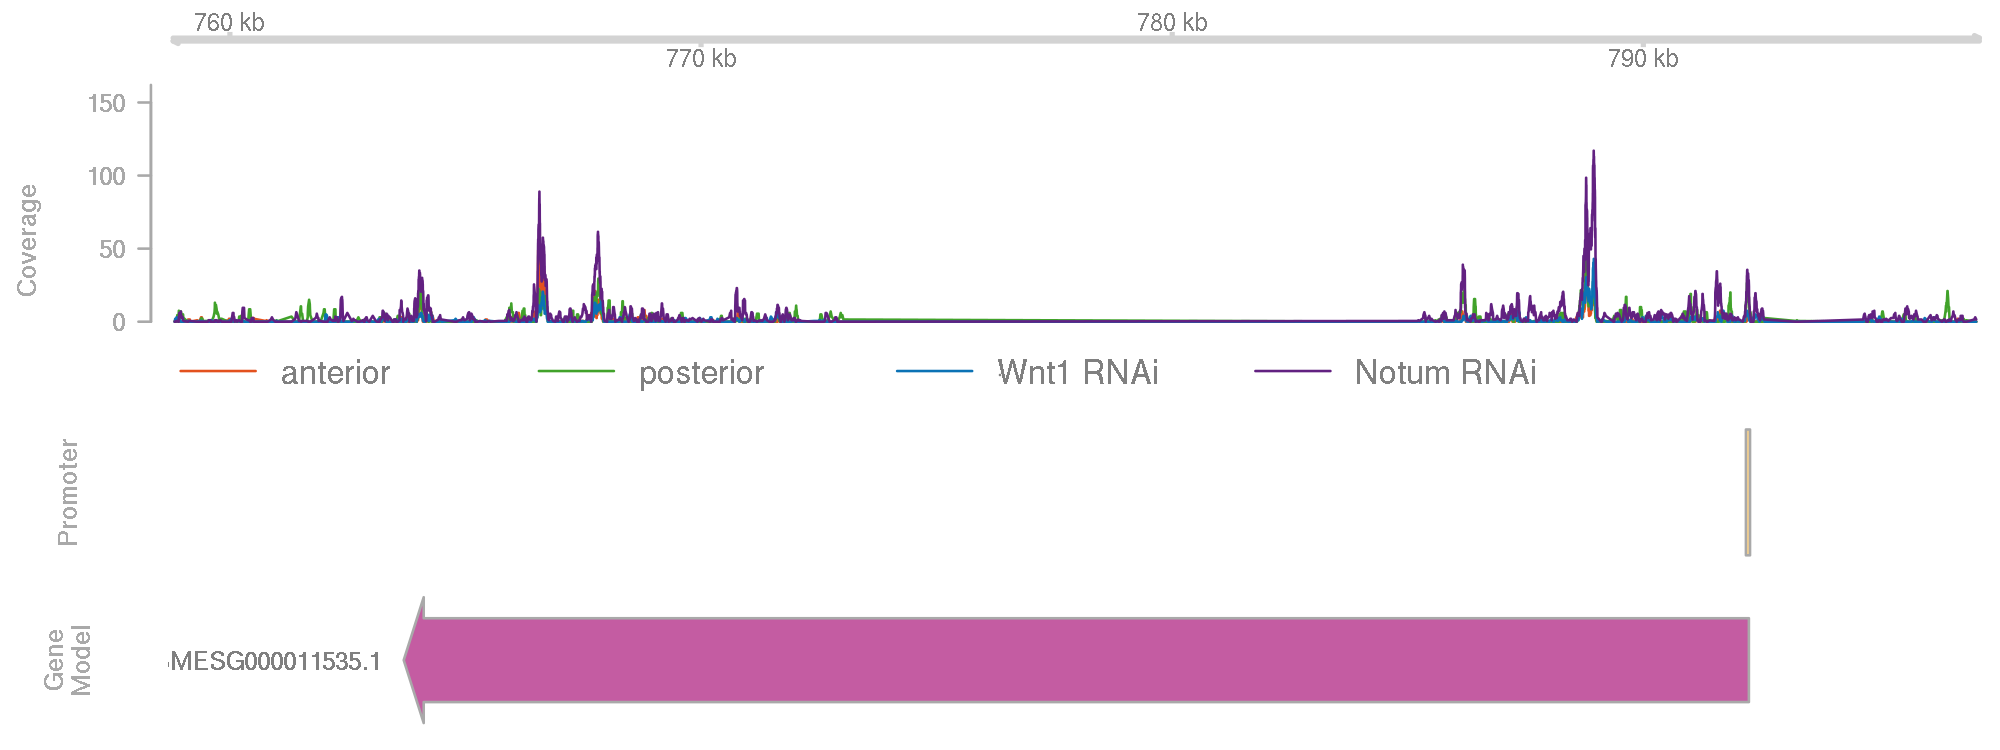 760 kb
780 kb
770 kb
790 kb
Coverage
150
100
50
0
anterior
posterior
Wnt1 RNAi
Notum RNAi
Promoter
Gene
Model
MESG000011535.1